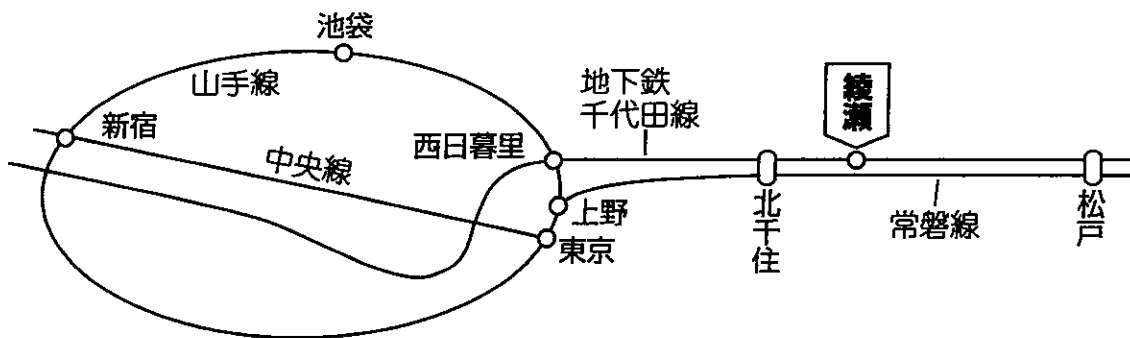 池袋
山手線
新宿
中央線
西日暮里
上野
東京
地下鉄
千代田線
北千住
綾瀬
常磐線
松戸